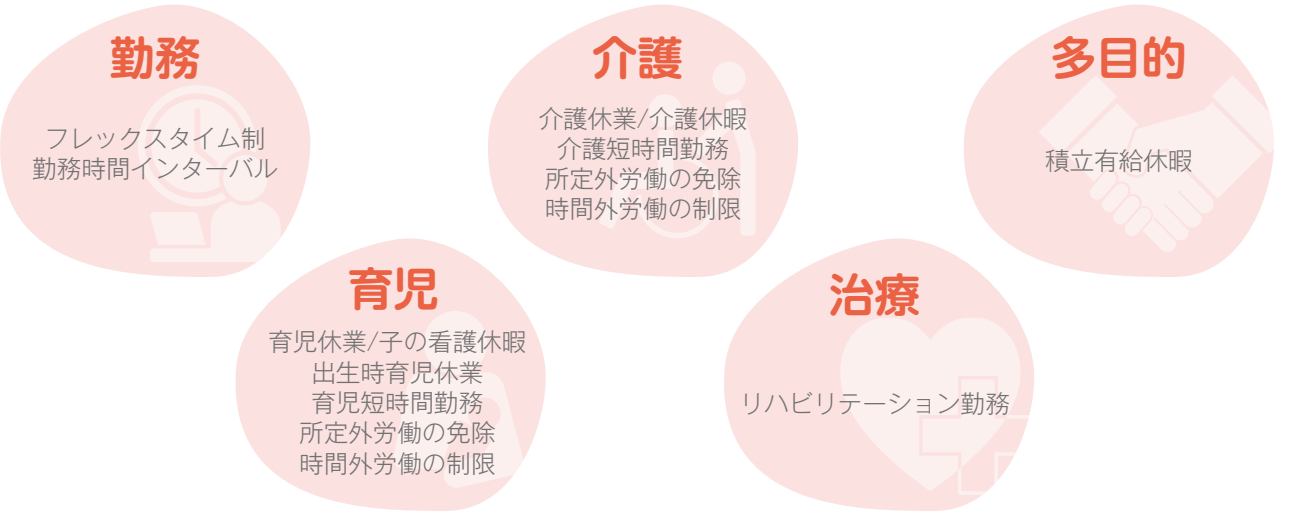 勤務
フレックスタイム制
勤務時間インターバル
育児
育児休業/子の看護休暇
出生時育児休業
育児短時間勤務
所定外労働の免除
時間外労働の制限
介護
介護休業/介護休暇
介護短時間勤務
所定外労働の免除
時間外労働の制限
治療
リハビリテーション勤務
多目的
積立有給休暇